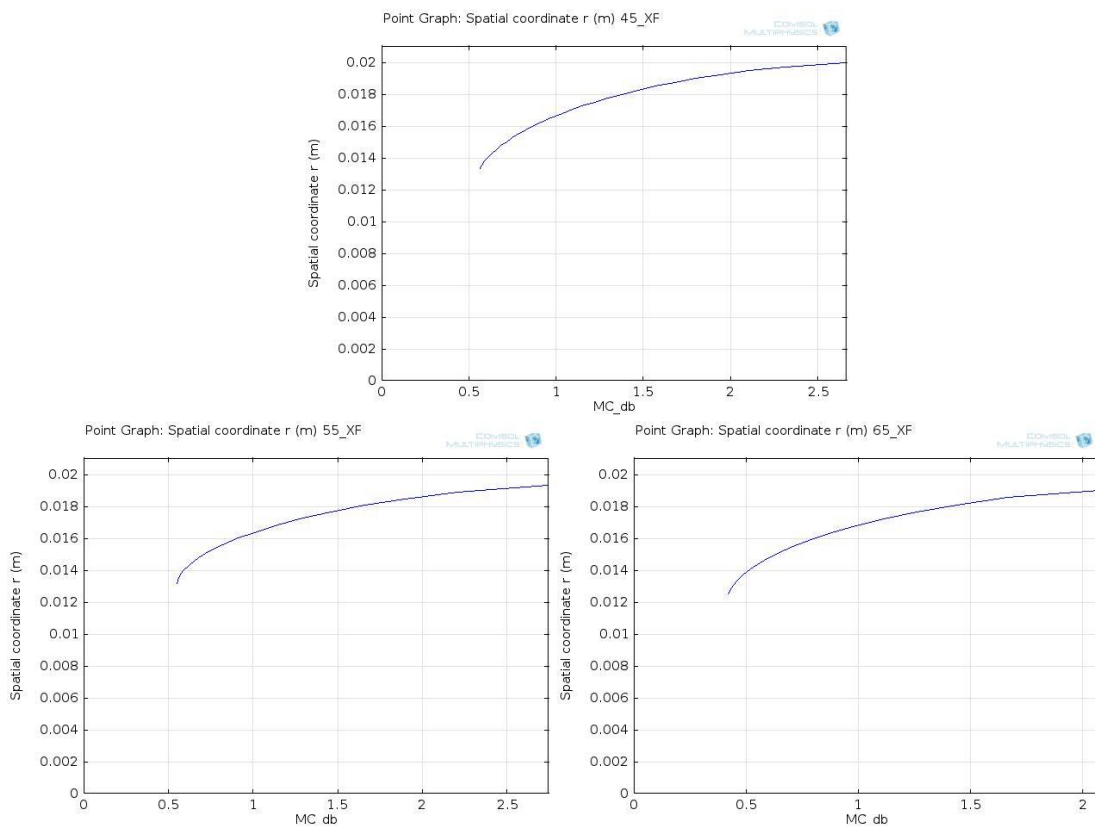 Point Graph: Spatial coordinate r (m) 45_XF
COMSOL
MULTIPHYSICS
0.02
0.018
0.016
0.014
0.012
0.01
0.008
0.006
0.004
0.002
0
Spatial coordinate r (m)
0 0.5 1 1.5 2 2.5
MC_db
Point Graph: Spatial coordinate r (m) 55_XF
COMSOL
MULTIPHYSICS
0.02
0.018
0.016
0.014
0.012
0.01
0.008
0.006
0.004
0.002
0
Spatial coordinate r (m)
0 0.5 1 1.5 2 2.5
MC_db
Point Graph: Spatial coordinate r (m) 65_XF
COMSOL
MULTIPHYSICS
0.02
0.018
0.016
0.014
0.012
0.01
0.008
0.006
0.004
0.002
0
Spatial coordinate r (m)
0 0.5 1 1.5 2
MC_db